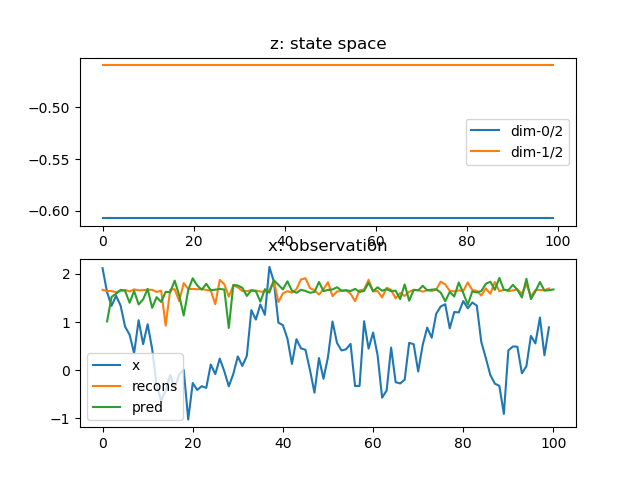 z: state space
−0.50
−0.55
−0.60
dim-0/2
dim-1/2
0 20 40 60 80 100
x: observation
2
1
0
−1
x
recons
pred
0 20 40 60 80 100